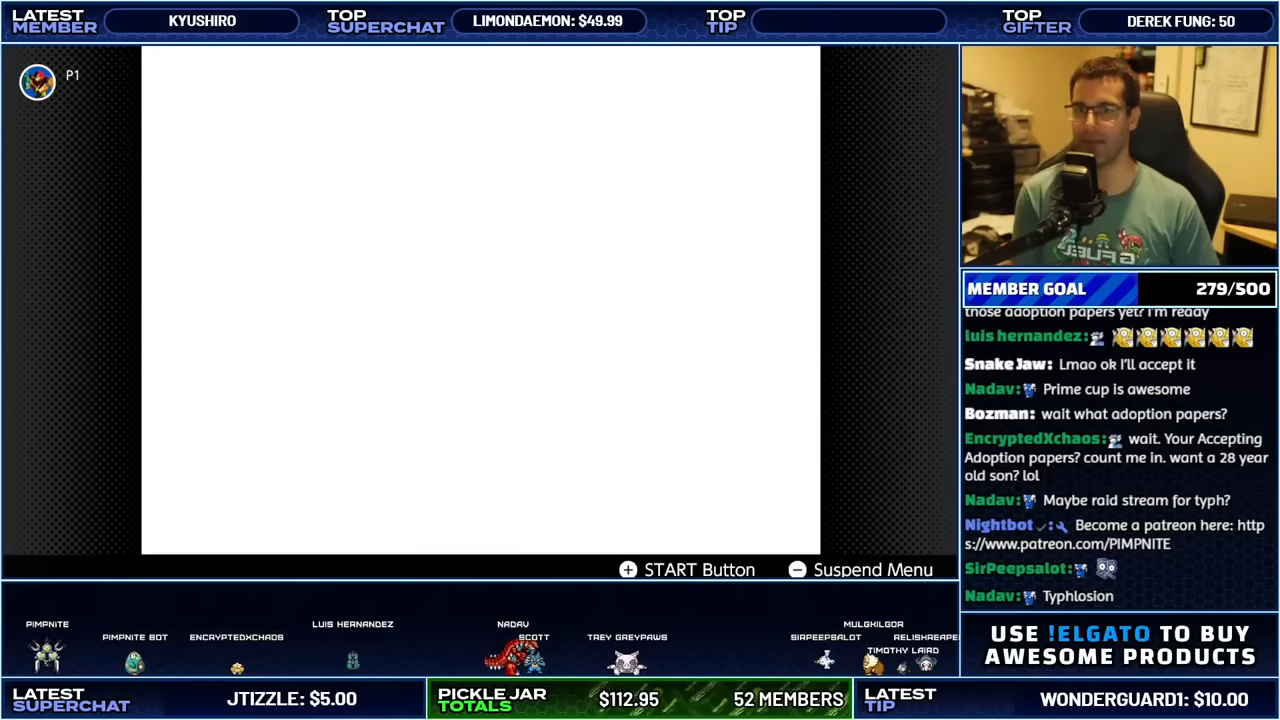 LATEST MEMBER KYUSHIRO TOP SUPERCHAT LIMONDAEMON: $49.99 TOP TIP TOP GIFTER DEREK FUNG: 50
P1
START Button Suspend Menu
MEMBER GOAL 279/500
those adoption papers yet? I'm ready
luis hernandez:
Snake Jaw: Lmao ok I'll accept it
Nadav: Prime cup is awesome
Bozman: wait what adoption papers?
EncryptedXchaos: wait. Your Accepting
Adoption papers? count me in. want a 28 year
old son? lol
Nadav: Maybe raid stream for typh?
Nightbot: Become a patreon here: http
s://www.patreon.com/PIMPNITE
SirPeepsalot:
Nadav: Typhlosion
PIMPNITE
PIMPNITE BOT
ENCRYPTEDXCHAOS
LUIS HERNANDEZ
NADAV
SCOTT
TREY GREYPAWS
SIRPEEPSALOT
MULGKILGOR
RELISHREAPE
TIMOTHY LAIRD
USE !ELGATO TO BUY
AWESOME PRODUCTS
LATEST SUPERCHAT JTIZZLE: $5.00 PICKLE JAR TOTALS $112.95 52 MEMBERS LATEST TIP WONDERGUARD1: $10.00